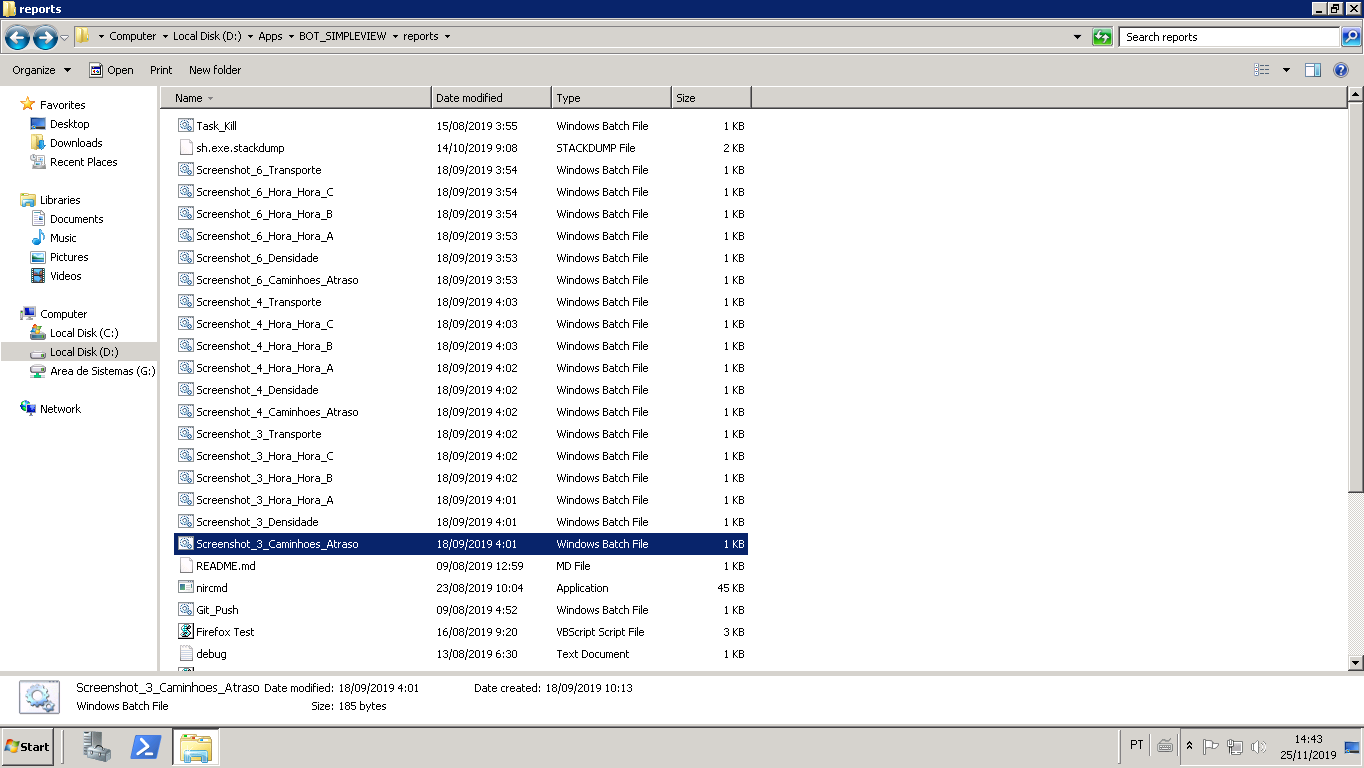 reports
Computer Local Disk (D:) Apps BOT_SIMPLEVIEW reports
Search reports
Organize Open Print New folder
Favorites
Desktop
Downloads
Recent Places
Libraries
Documents
Music
Pictures
Videos
Computer
Local Disk (C:)
Local Disk (D:)
Area de Sistemas (G:)
Network
Name Date modified Type Size
Task_Kill 15/08/2019 3:55 Windows Batch File 1 KB
sh.exe.stackdump 14/10/2019 9:08 STACKDUMP File 2 KB
Screenshot_6_Transporte 18/09/2019 3:54 Windows Batch File 1 KB
Screenshot_6_Hora_Hora_C 18/09/2019 3:54 Windows Batch File 1 KB
Screenshot_6_Hora_Hora_B 18/09/2019 3:54 Windows Batch File 1 KB
Screenshot_6_Hora_Hora_A 18/09/2019 3:53 Windows Batch File 1 KB
Screenshot_6_Densidade 18/09/2019 3:53 Windows Batch File 1 KB
Screenshot_6_Caminhoes_Atraso 18/09/2019 3:53 Windows Batch File 1 KB
Screenshot_4_Transporte 18/09/2019 4:03 Windows Batch File 1 KB
Screenshot_4_Hora_Hora_C 18/09/2019 4:03 Windows Batch File 1 KB
Screenshot_4_Hora_Hora_B 18/09/2019 4:03 Windows Batch File 1 KB
Screenshot_4_Hora_Hora_A 18/09/2019 4:02 Windows Batch File 1 KB
Screenshot_4_Densidade 18/09/2019 4:02 Windows Batch File 1 KB
Screenshot_4_Caminhoes_Atraso 18/09/2019 4:02 Windows Batch File 1 KB
Screenshot_3_Transporte 18/09/2019 4:02 Windows Batch File 1 KB
Screenshot_3_Hora_Hora_C 18/09/2019 4:02 Windows Batch File 1 KB
Screenshot_3_Hora_Hora_B 18/09/2019 4:02 Windows Batch File 1 KB
Screenshot_3_Hora_Hora_A 18/09/2019 4:01 Windows Batch File 1 KB
Screenshot_3_Densidade 18/09/2019 4:01 Windows Batch File 1 KB
Screenshot_3_Caminhoes_Atraso 18/09/2019 4:01 Windows Batch File 1 KB
README.md 09/08/2019 12:59 MD File 1 KB
nircmd 23/08/2019 10:04 Application 45 KB
Git_Push 09/08/2019 4:52 Windows Batch File 1 KB
Firefox Test 16/08/2019 9:20 VBScript Script File 3 KB
debug 13/08/2019 6:30 Text Document 1 KB
Screenshot_3_Caminhoes_Atraso Date modified: 18/09/2019 4:01 Date created: 18/09/2019 10:13
Windows Batch File Size: 185 bytes
Start PT 14:43
25/11/2019